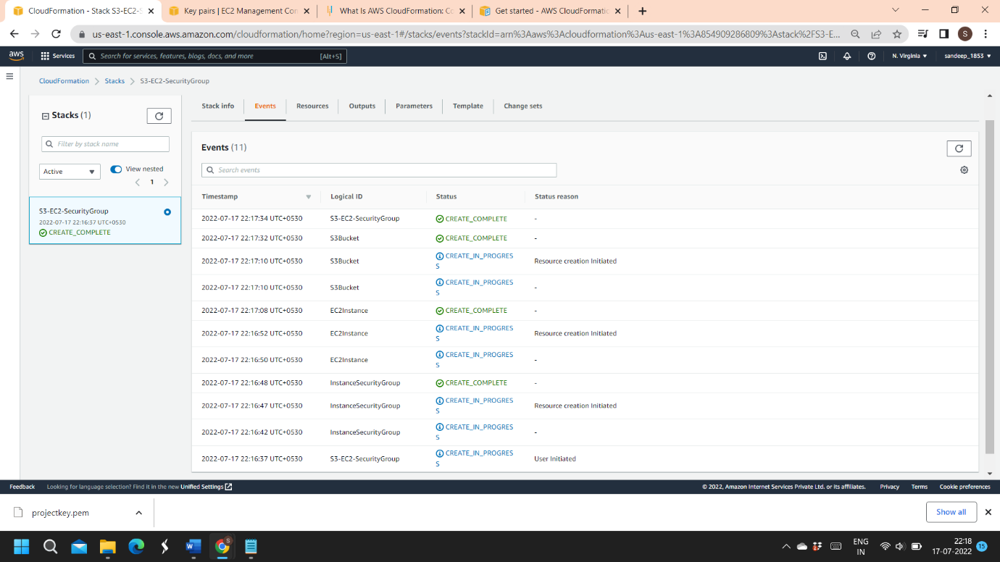 CloudFormation - Stack S3-EC2-S
Key pairs | EC2 Management Con
What Is AWS CloudFormation: Co
Get started - AWS CloudFormatio
us-east-1.console.aws.amazon.com/cloudformation/home?region=us-east-1#/stacks/events?stackId=arn%3Aaws%3Acloudformation%3Aus-east-1%3A854909286809%3Astack%2FS3-E...
S
aws
Services
Search for services, features, blogs, docs, and more
[Alt+S]
N. Virginia
sandeep_1853
CloudFormation
Stacks
S3-EC2-SecurityGroup
Stacks (1)
Filter by stack name
Active
View nested
1
S3-EC2-SecurityGroup
2022-07-17 22:16:37 UTC+0530
CREATE_COMPLETE
Stack info
Events
Resources
Outputs
Parameters
Template
Change sets
Events (11)
Search events
Timestamp Logical ID Status Status reason
2022-07-17 22:17:34 UTC+0530 S3-EC2-SecurityGroup CREATE_COMPLETE -
2022-07-17 22:17:32 UTC+0530 S3Bucket CREATE_COMPLETE -
2022-07-17 22:17:10 UTC+0530 S3Bucket CREATE_IN_PROGRES Resource creation Initiated
S
2022-07-17 22:17:10 UTC+0530 S3Bucket CREATE_IN_PROGRES -
S
2022-07-17 22:17:08 UTC+0530 EC2Instance CREATE_COMPLETE -
2022-07-17 22:16:52 UTC+0530 EC2Instance CREATE_IN_PROGRES Resource creation Initiated
S
2022-07-17 22:16:50 UTC+0530 EC2Instance CREATE_IN_PROGRES -
S
2022-07-17 22:16:48 UTC+0530 InstanceSecurityGroup CREATE_COMPLETE -
2022-07-17 22:16:47 UTC+0530 InstanceSecurityGroup CREATE_IN_PROGRES Resource creation Initiated
S
2022-07-17 22:16:42 UTC+0530 InstanceSecurityGroup CREATE_IN_PROGRES -
S
2022-07-17 22:16:37 UTC+0530 S3-EC2-SecurityGroup CREATE_IN_PROGRES User Initiated
S
Feedback
Looking for language selection? Find it in the new Unified Settings
© 2022, Amazon Internet Services Private Ltd. or its affiliates.
Privacy
Terms
Cookie preferences
projectkey.pem
Show all
ENG
IN
22:18
17-07-2022
15